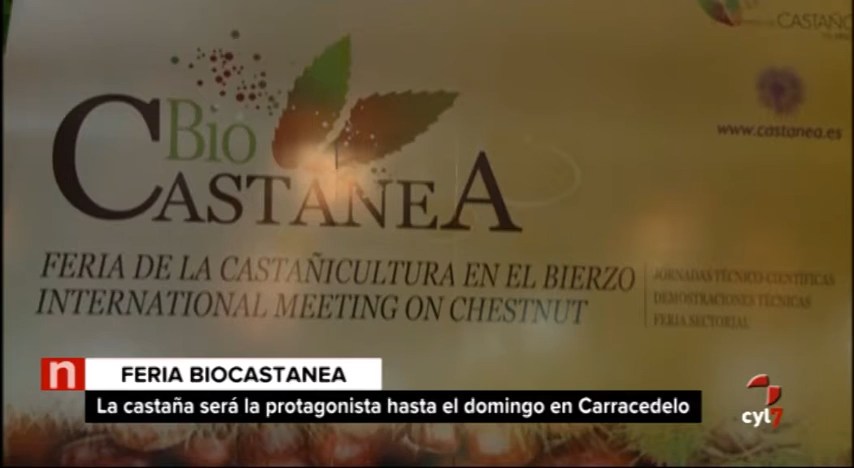 CASTAÑO
www.castanea.es
Bio
CASTANEA
FERIA DE LA CASTAÑICULTURA EN EL BIERZO
INTERNATIONAL MEETING ON CHESTNUT
JORNADAS TÉCNICO-CIENTÍFICAS
DEMOSTRACIONES TÉCNICAS
FERIA SECTORIAL
n
FERIA BIOCASTANEA
La castaña será la protagonista hasta el domingo en Carracedelo
cyl7